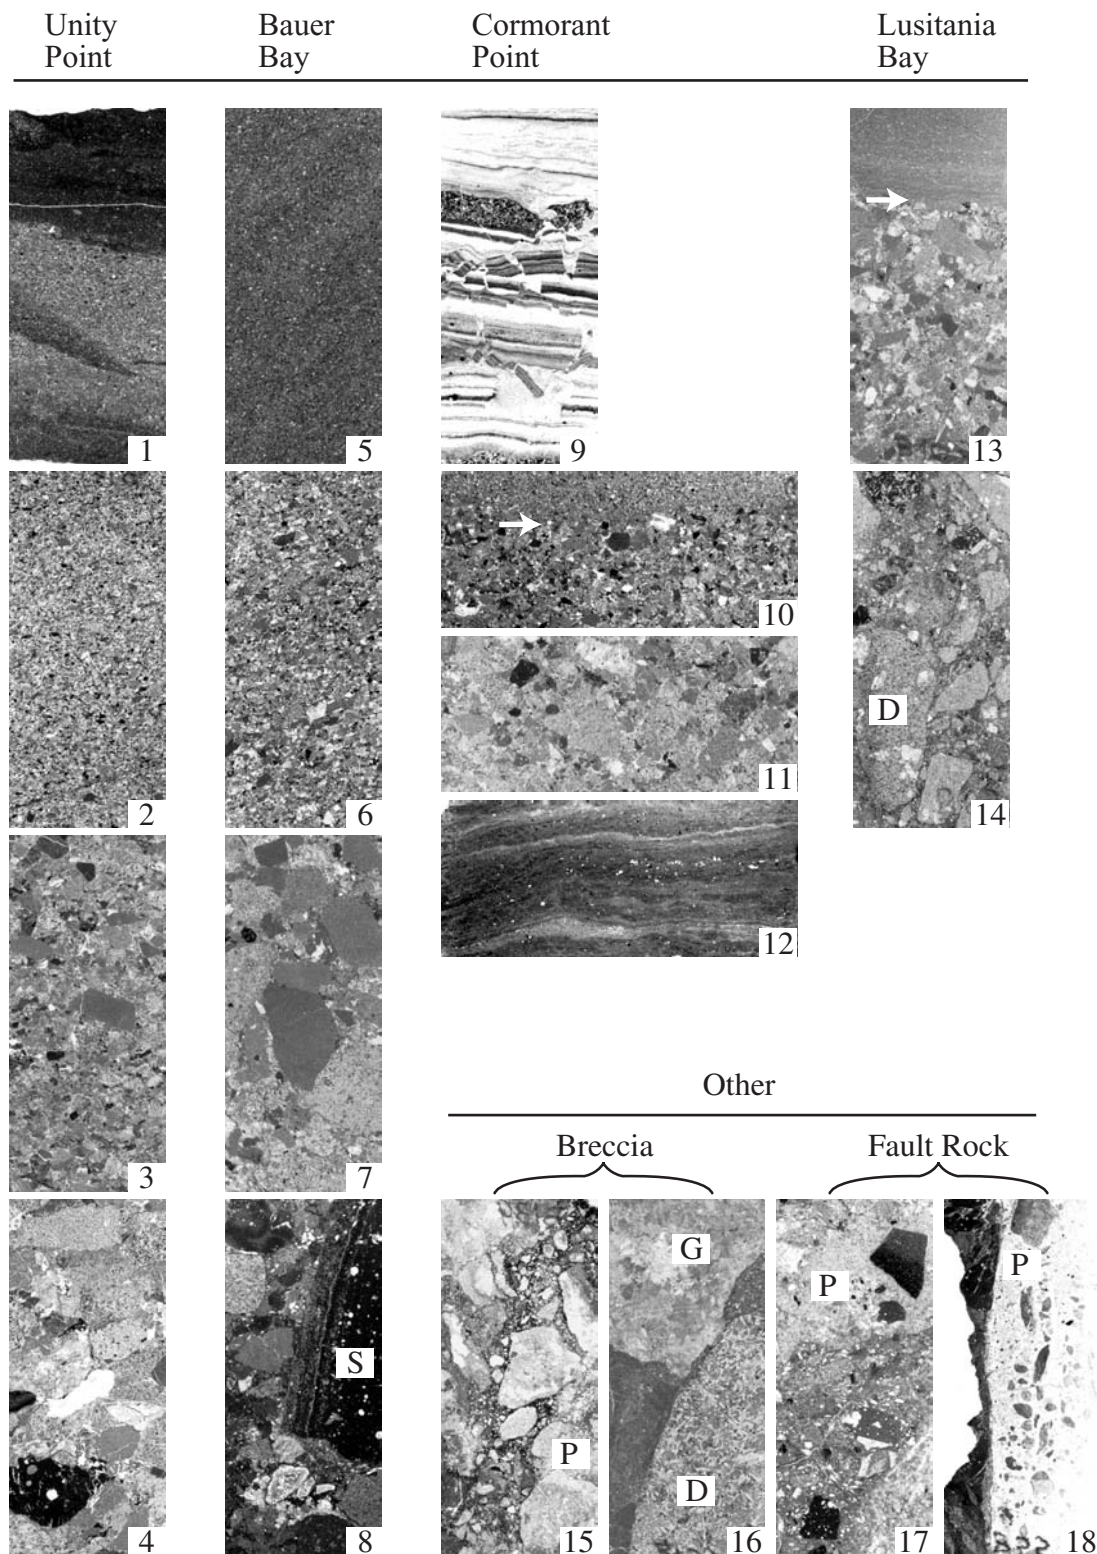 Unity
Point
Bauer
Bay
Cormorant
Point
Lusitania
Bay
1
5
9
13
2
6
10
11
D
14
12
3
7
Other
Breccia
Fault Rock
4
S
8
P
15
G
D
16
P
17
P
18